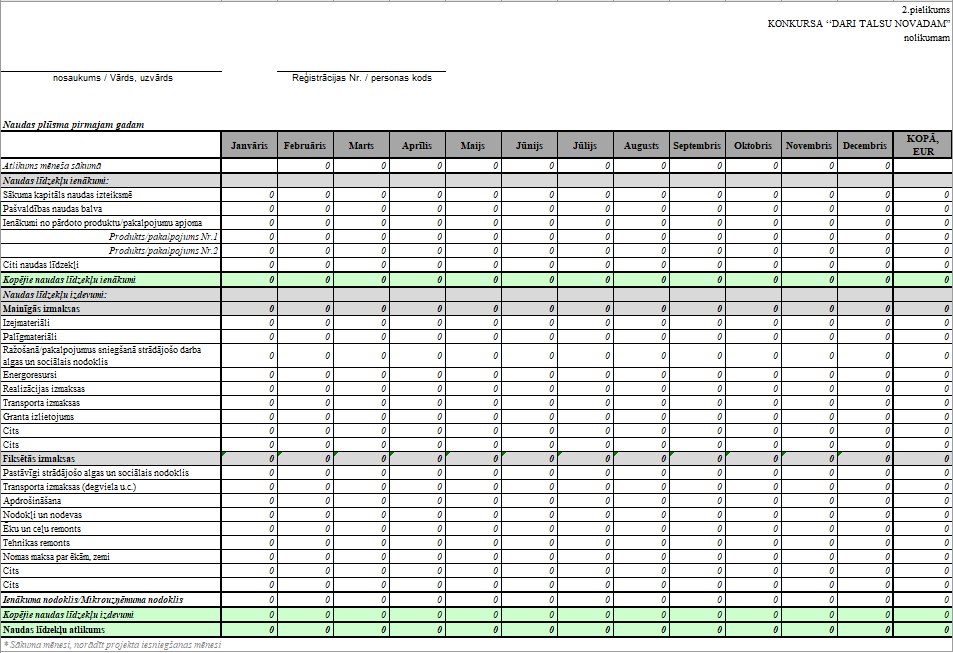 2.pielikums
KONKURSA ‘‘DARI TALSU NOVADAM”
nolikumam
nosaukums / Vārds, uzvārds Reģistrācijas Nr. / personas kods
Naudas plūsma pirmajam gadam
Janvāris Februāris Marts Aprīlis Maijs Jūnijs Jūlijs Augusts Septembris Oktobris Novembris Decembris KOPĀ, EUR
Atlikums mēneša sākumā 0 0 0 0 0 0 0 0 0 0 0
Naudas līdzekļu ienākumi:
Sākuma kapitāls naudas izteiksmē 0 0 0 0 0 0 0 0 0 0 0 0 0
Pašvaldības naudas balva 0 0 0 0 0 0 0 0 0 0 0 0 0
Ienākumi no pārdoto produktu/pakalpojumu apjoma 0 0 0 0 0 0 0 0 0 0 0 0 0
Produkts/pakalpojums Nr.1 0 0 0 0 0 0 0 0 0 0 0 0 0
Produkts/pakalpojums Nr.2 0 0 0 0 0 0 0 0 0 0 0 0 0
Citi naudas līdzekļi 0 0 0 0 0 0 0 0 0 0 0 0 0
Kopējie naudas līdzekļu ienākumi 0 0 0 0 0 0 0 0 0 0 0 0 0
Naudas līdzekļu izdevumi:
Mainīgās izmaksas 0 0 0 0 0 0 0 0 0 0 0 0 0
Izejmateriāli 0 0 0 0 0 0 0 0 0 0 0 0 0
Palīgmateriāli 0 0 0 0 0 0 0 0 0 0 0 0 0
Ražošanā/pakalpojumus sniegšanā strādājošo darba
algas un sociālais nodoklis 0 0 0 0 0 0 0 0 0 0 0 0 0
Energoresursi 0 0 0 0 0 0 0 0 0 0 0 0 0
Realizācijas izmaksas 0 0 0 0 0 0 0 0 0 0 0 0 0
Transporta izmaksas 0 0 0 0 0 0 0 0 0 0 0 0 0
Granta izlietojums 0 0 0 0 0 0 0 0 0 0 0 0 0
Cits 0 0 0 0 0 0 0 0 0 0 0 0 0
Cits 0 0 0 0 0 0 0 0 0 0 0 0 0
Fiksētās izmaksas 0 0 0 0 0 0 0 0 0 0 0 0 0
Pastāvīgi strādājošo algas un sociālais nodoklis 0 0 0 0 0 0 0 0 0 0 0 0 0
Transporta izmaksas (degviela u.c.) 0 0 0 0 0 0 0 0 0 0 0 0 0
Apdrošināšana 0 0 0 0 0 0 0 0 0 0 0 0 0
Nodokļi un nodevas 0 0 0 0 0 0 0 0 0 0 0 0 0
Ēku un ceļu remonts 0 0 0 0 0 0 0 0 0 0 0 0 0
Tehnikas remonts 0 0 0 0 0 0 0 0 0 0 0 0 0
Nomas maksa par ēkām, zemi 0 0 0 0 0 0 0 0 0 0 0 0 0
Cits 0 0 0 0 0 0 0 0 0 0 0 0 0
Cits 0 0 0 0 0 0 0 0 0 0 0 0 0
Ienākuma nodoklis/Mikrouzņēmuma nodoklis 0 0 0 0 0 0 0 0 0 0 0 0 0
Kopējie naudas līdzekļu izdevumi 0 0 0 0 0 0 0 0 0 0 0 0 0
Naudas līdzekļu atlikums 0 0 0 0 0 0 0 0 0 0 0 0 0
* Sākuma mēnesi, norādīt projekta iesniegšanas mēnesi